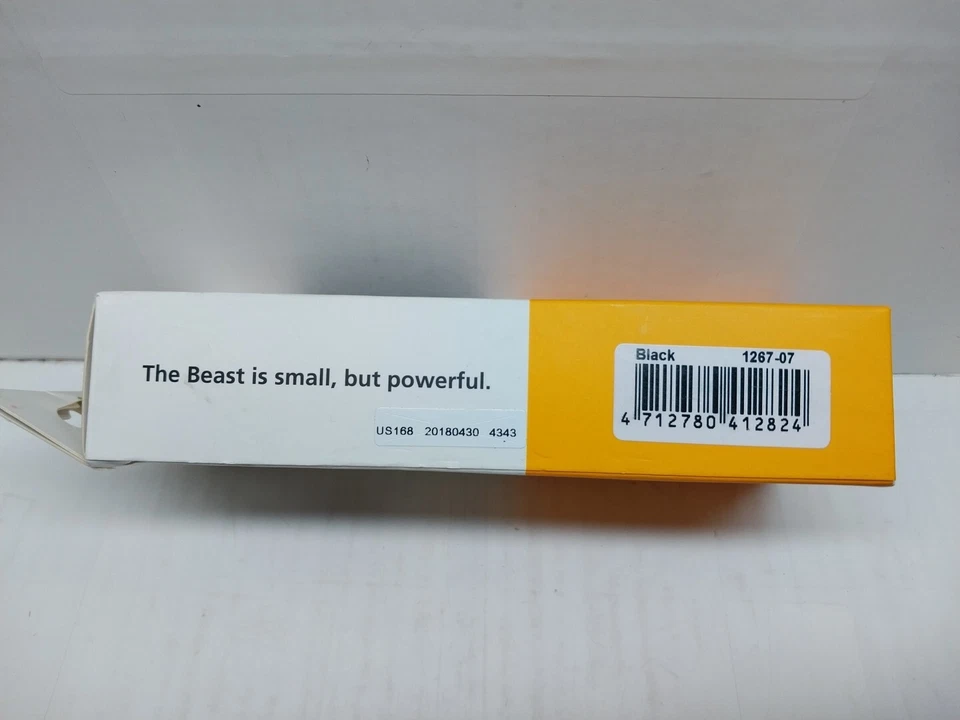 The Beast is small, but powerful.
US168 20180430 4343
Black 1267-07
4 712780 412824